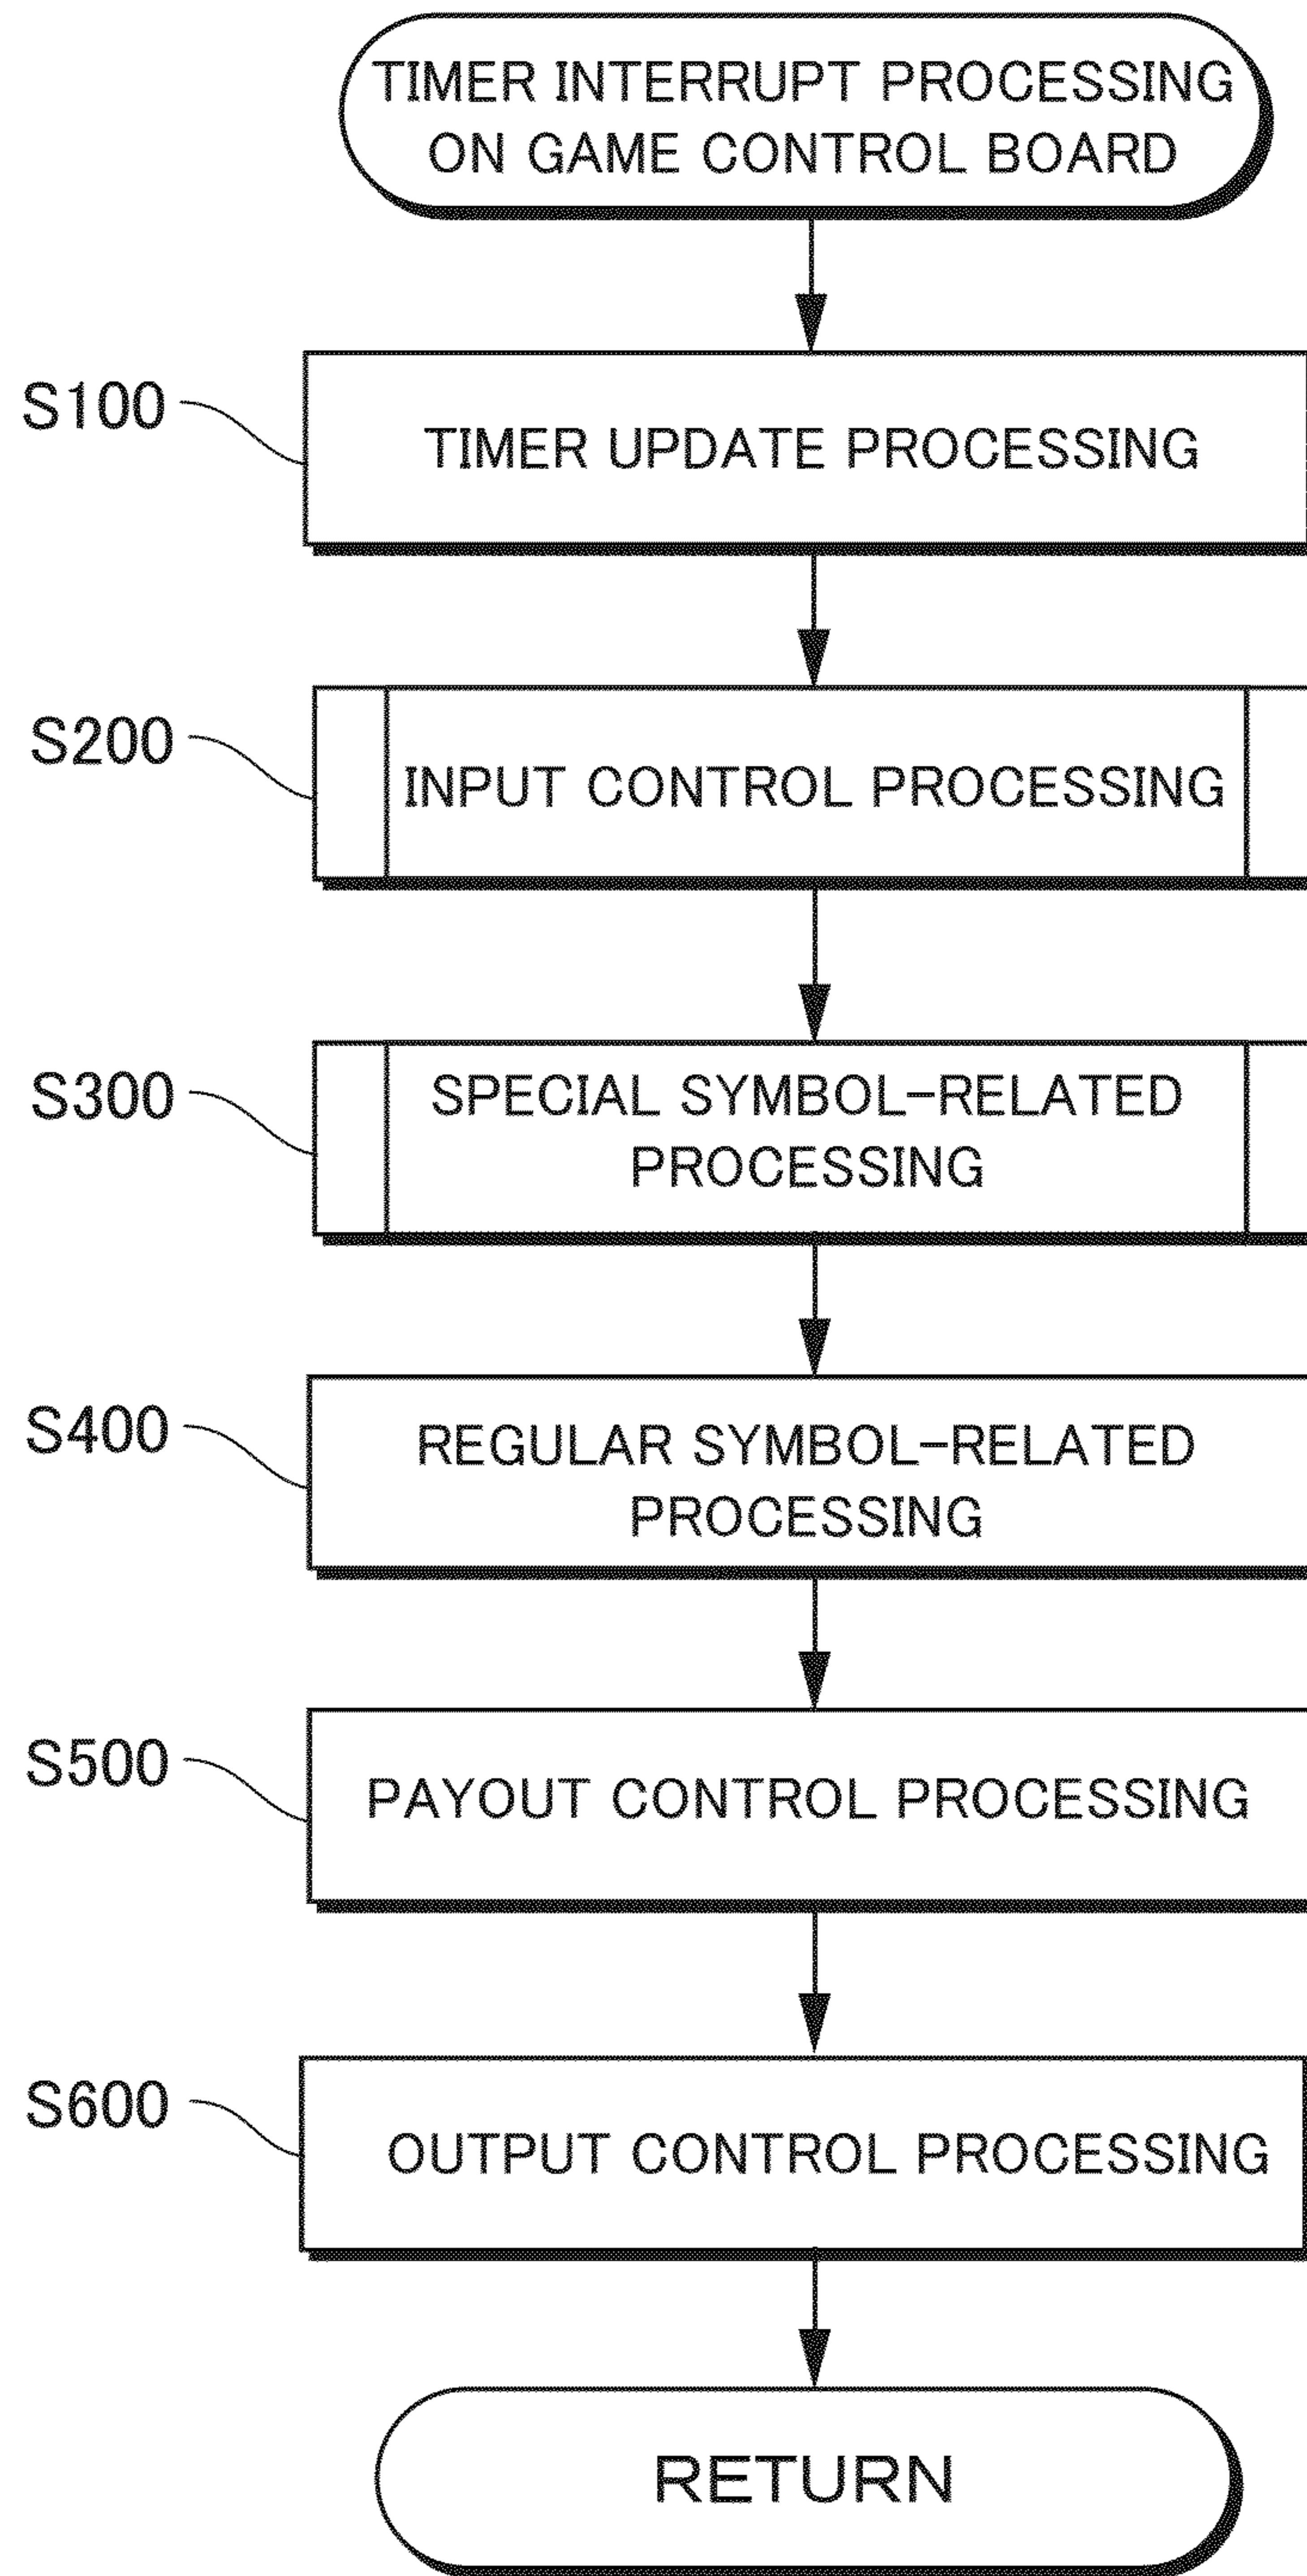 TIMER INTERRUPT PROCESSING
ON GAME CONTROL BOARD
S100
TIMER UPDATE PROCESSING
S200
INPUT CONTROL PROCESSING
S300
SPECIAL SYMBOL-RELATED
PROCESSING
S400
REGULAR SYMBOL-RELATED
PROCESSING
S500
PAYOUT CONTROL PROCESSING
S600
OUTPUT CONTROL PROCESSING
RETURN